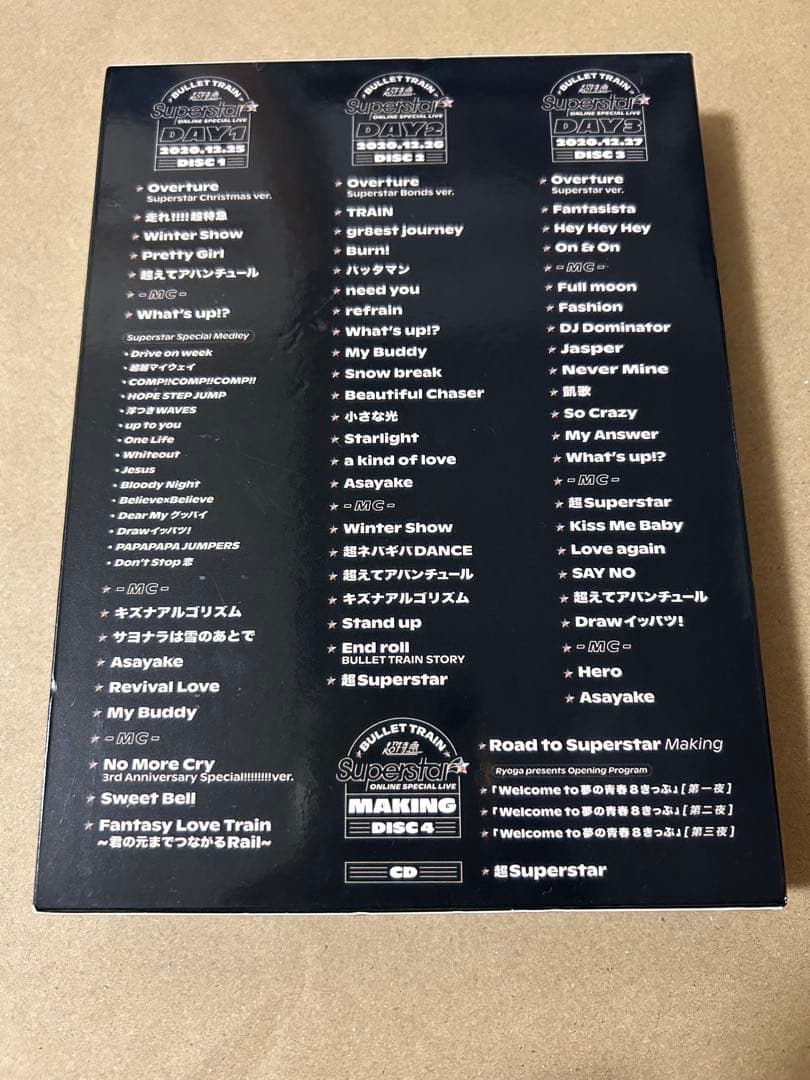 BULLET TRAIN
超特急
Superstar
ONLINE SPECIAL LIVE
DAY1
2020.12.25
DISC 1
Overture
Superstar Christmas ver.
走れ!!!!超特急
Winter Show
Pretty Girl
超えてアバンチュール
-MC-
What's up!?
Superstar Special Medley
・Drive on week
・超越マイウェイ
・COMP!!COMP!!COMP!!
・HOPE STEP JUMP
・浮つきWAVES
・up to you
・One Life
・Whiteout
・Jesus
・Bloody Night
・Believe×Believe
・Dear My グッバイ
・Drawイッパツ!
・PAPAPAPA JUMPERS
・Don't Stop 恋
-MC-
キズナアルゴリズム
サヨナラは雪のあとで
Asayake
Revival Love
My Buddy
-MC-
No More Cry
3rd Anniversary Special!!!!!!!!!ver.
Sweet Bell
Fantasy Love Train
~君の元までつながるRail~
BULLET TRAIN
超特急
Superstar
ONLINE SPECIAL LIVE
DAY2
2020.12.26
DISC 2
Overture
Superstar Bonds ver.
TRAIN
gr8est journey
Burn!
バッタマン
need you
refrain
What's up!?
My Buddy
Snow break
Beautiful Chaser
小さな光
Starlight
a kind of love
Asayake
-MC-
Winter Show
超ネバギバDANCE
超えてアバンチュール
キズナアルゴリズム
Stand up
End roll
BULLET TRAIN STORY
超Superstar
BULLET TRAIN
超特急
Superstar
ONLINE SPECIAL LIVE
DAY3
2020.12.27
DISC 3
Overture
Superstar ver.
Fantasista
Hey Hey Hey
On & On
-MC-
Full moon
Fashion
DJ Dominator
Jasper
Never Mine
凱歌
So Crazy
My Answer
What's up!?
-MC-
超Superstar
Kiss Me Baby
Love again
SAY NO
超えてアバンチュール
Drawイッパツ!
-MC-
Hero
Asayake
BULLET TRAIN
超特急
Superstar
ONLINE SPECIAL LIVE
MAKING
DISC 4
Road to Superstar Making
Ryoga presents Opening Program
「Welcome to 夢の青春8きっぷ」[第一夜]
「Welcome to 夢の青春8きっぷ」[第二夜]
「Welcome to 夢の青春8きっぷ」[第三夜]
CD
超Superstar